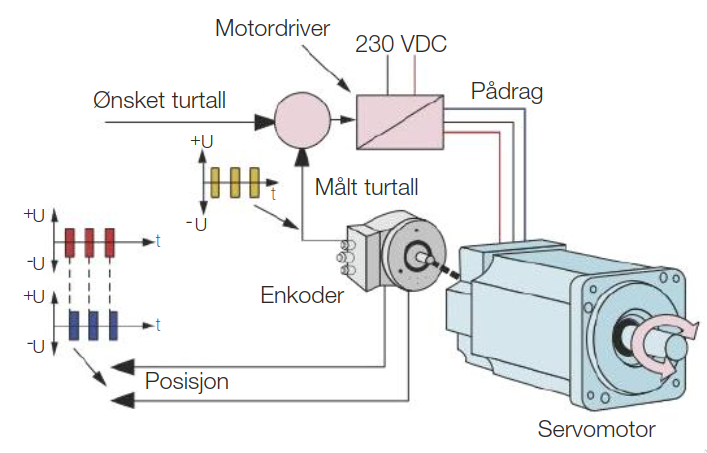 Motordriver
230 VDC
Ønsket turtall
Pådrag
+U
t
-U
Målt turtall
+U
t
-U
Enkoder
+U
t
-U
Posisjon
Servomotor